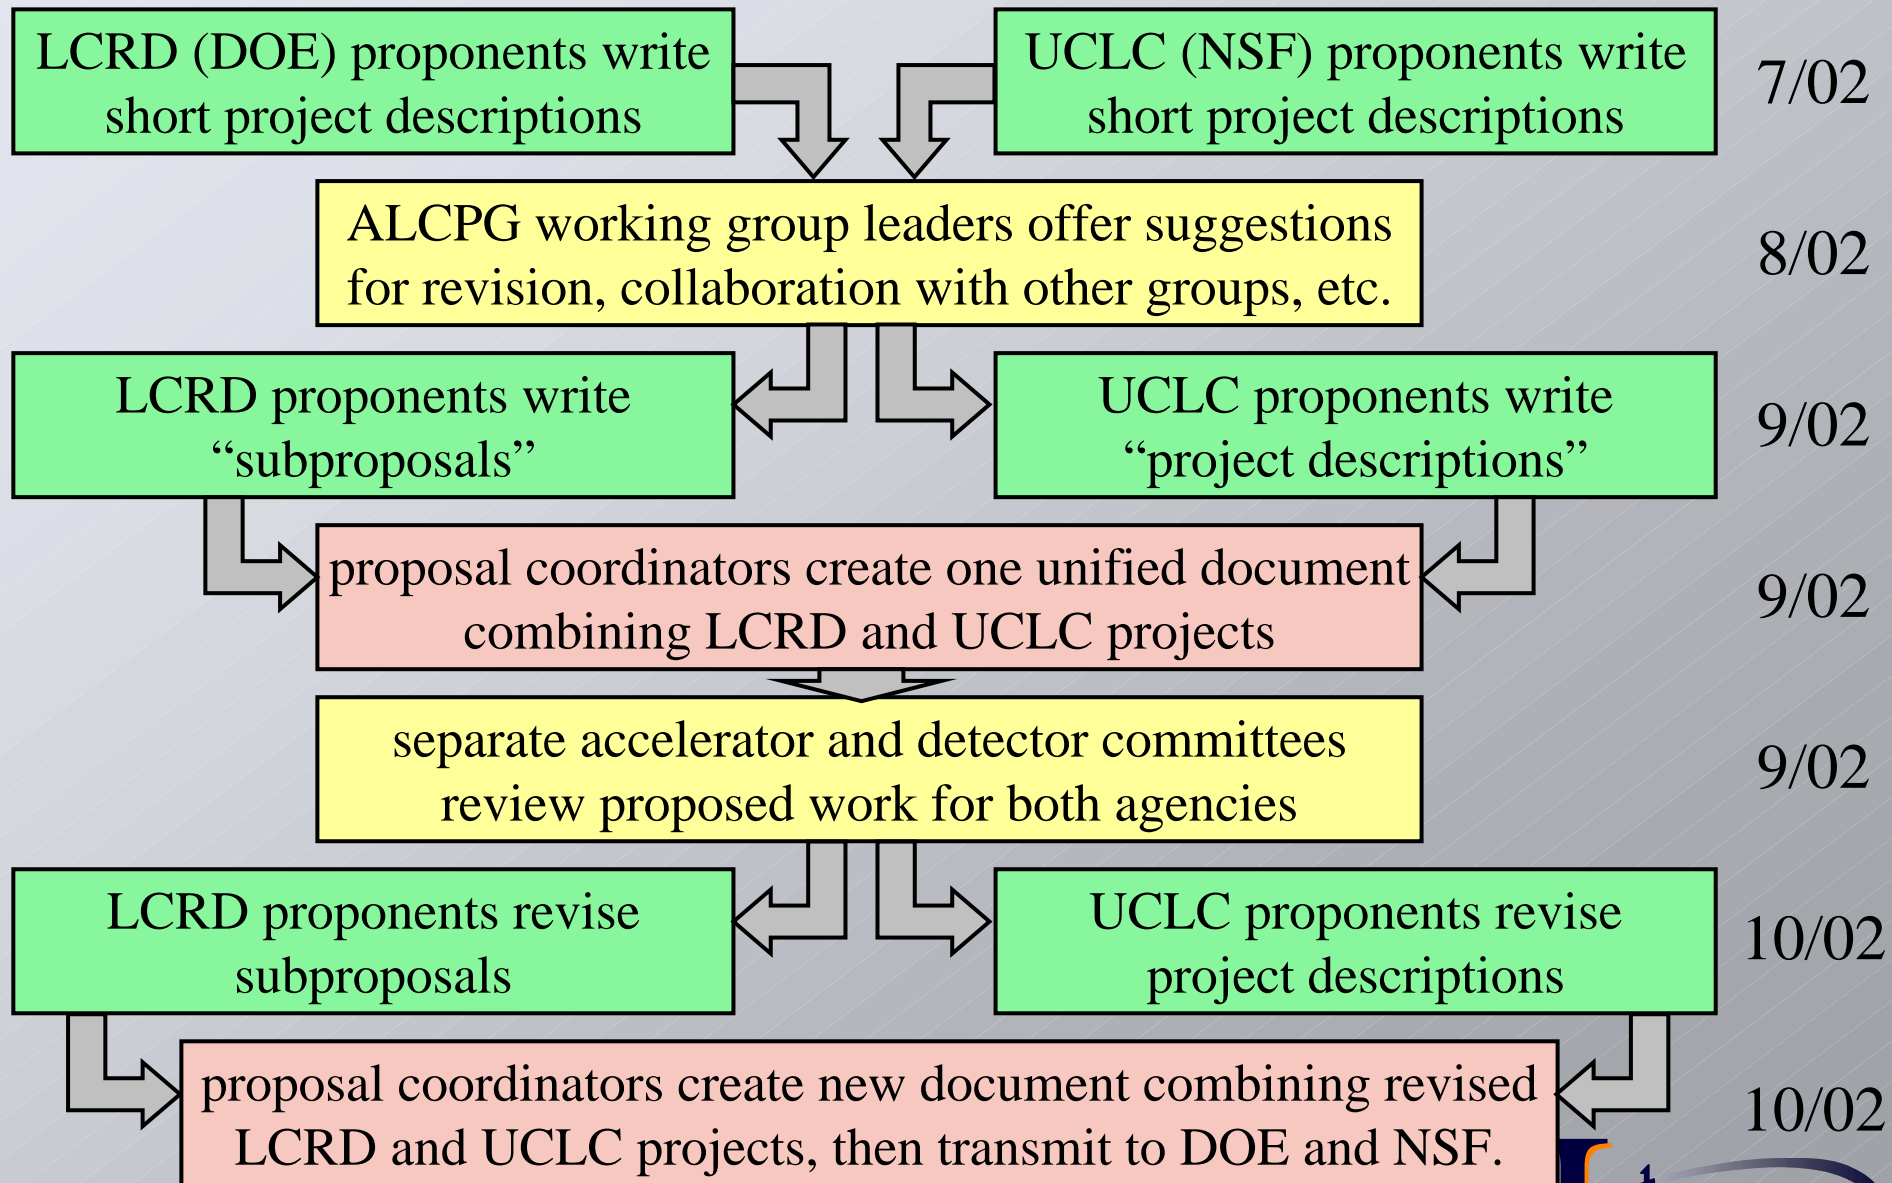 LCRD (DOE) proponents write
short project descriptions
UCLC (NSF) proponents write
short project descriptions
7/02
ALCPG working group leaders offer suggestions
for revision, collaboration with other groups, etc.
8/02
LCRD proponents write
“subproposals”
UCLC proponents write
“project descriptions”
9/02
proposal coordinators create one unified document
combining LCRD and UCLC projects
9/02
separate accelerator and detector committees
review proposed work for both agencies
9/02
LCRD proponents revise
subproposals
UCLC proponents revise
project descriptions
10/02
proposal coordinators create new document combining revised
LCRD and UCLC projects, then transmit to DOE and NSF.
10/02